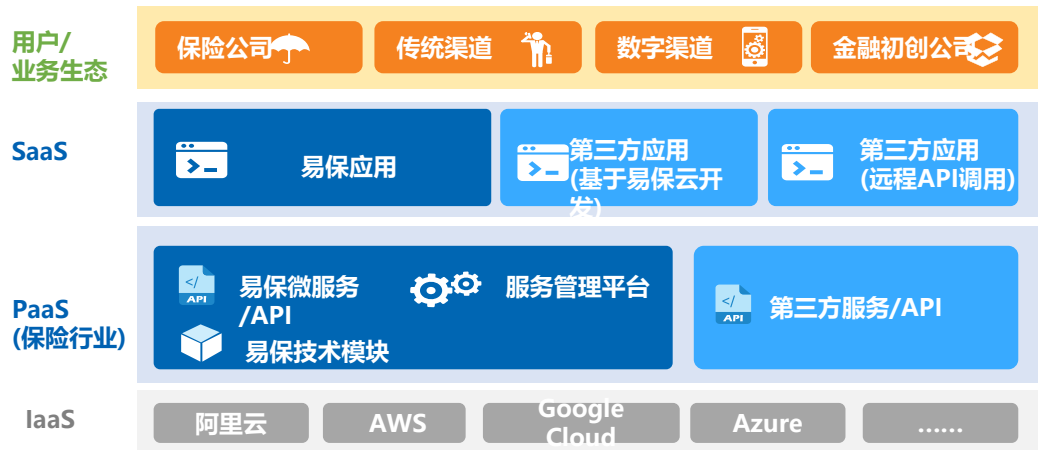 用户/
业务生态
保险公司
传统渠道
数字渠道
金融初创公司
SaaS
易保应用
第三方应用
(基于易保云开
发)
第三方应用
(远程API调用)
PaaS
(保险行业)
</>
API
易保微服务
/API
服务管理平台
易保技术模块
</>
API
第三方服务/API
IaaS
阿里云
AWS
Google
Cloud
Azure
……